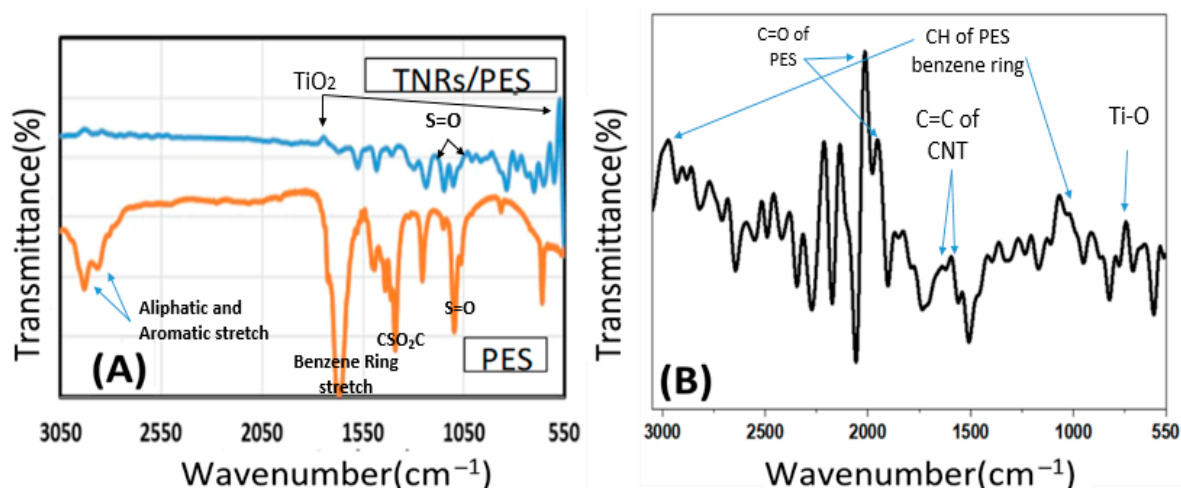 TNRs/PES
TiO2
S=O
Transmittance(%)
Aliphatic and
Aromatic stretch
S=O
CSO2C
(A)
Benzene Ring
stretch
PES
3050 2550 2050 1550 1050 550
Wavenumber(cm⁻¹)
C=O of
PES
CH of PES
benzene ring
C=C of
CNT
Ti-O
Transmittance(%)
(B)
3000 2500 2000 1500 1000 550
Wavenumber(cm⁻¹)